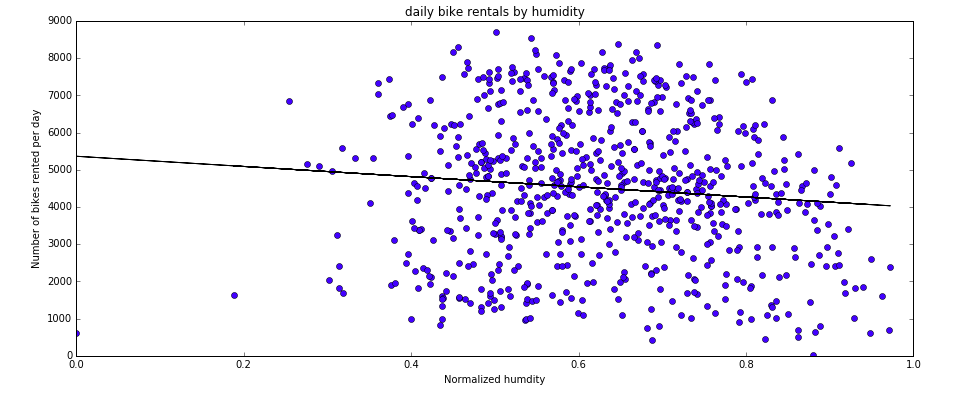 daily bike rentals by humidity
Number of bikes rented per day
9000
8000
7000
6000
5000
4000
3000
2000
1000
0
0.0 0.2 0.4 0.6 0.8 1.0
Normalized humdity